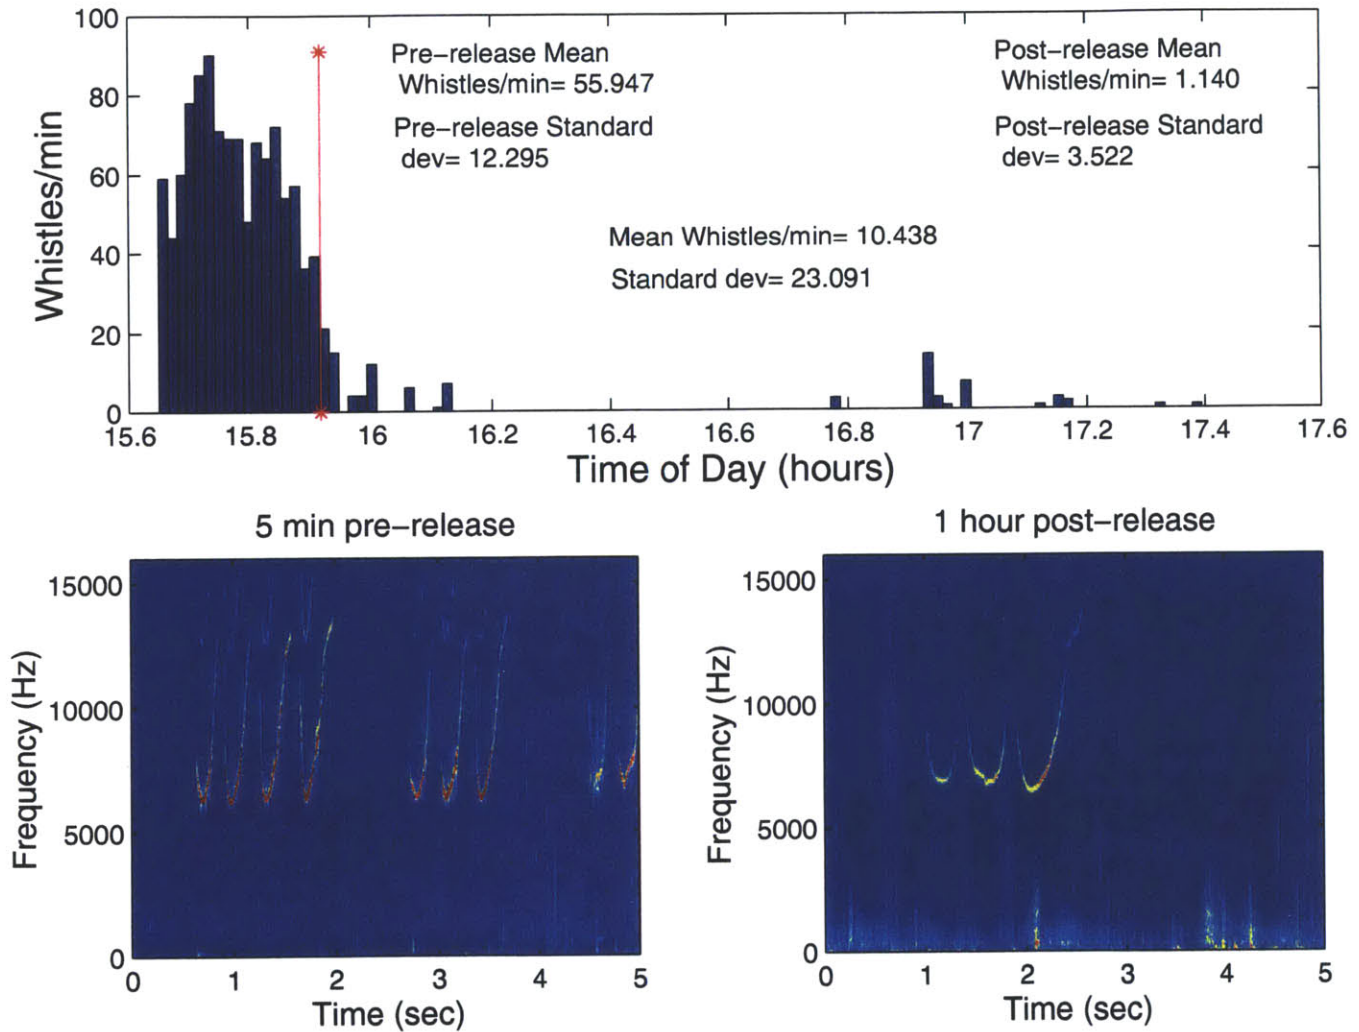 100
80
60
40
20
0
Whistles/min
Pre-release Mean
Whistles/min= 55.947
Pre-release Standard
dev= 12.295
Post-release Mean
Whistles/min= 1.140
Post-release Standard
dev= 3.522
Mean Whistles/min= 10.438
Standard dev= 23.091
15.6 15.8 16 16.2 16.4 16.6 16.8 17 17.2 17.4 17.6
Time of Day (hours)
5 min pre-release
15000
10000
5000
0
Frequency (Hz)
0 1 2 3 4 5
Time (sec)
1 hour post-release
15000
10000
5000
0
Frequency (Hz)
0 1 2 3 4 5
Time (sec)